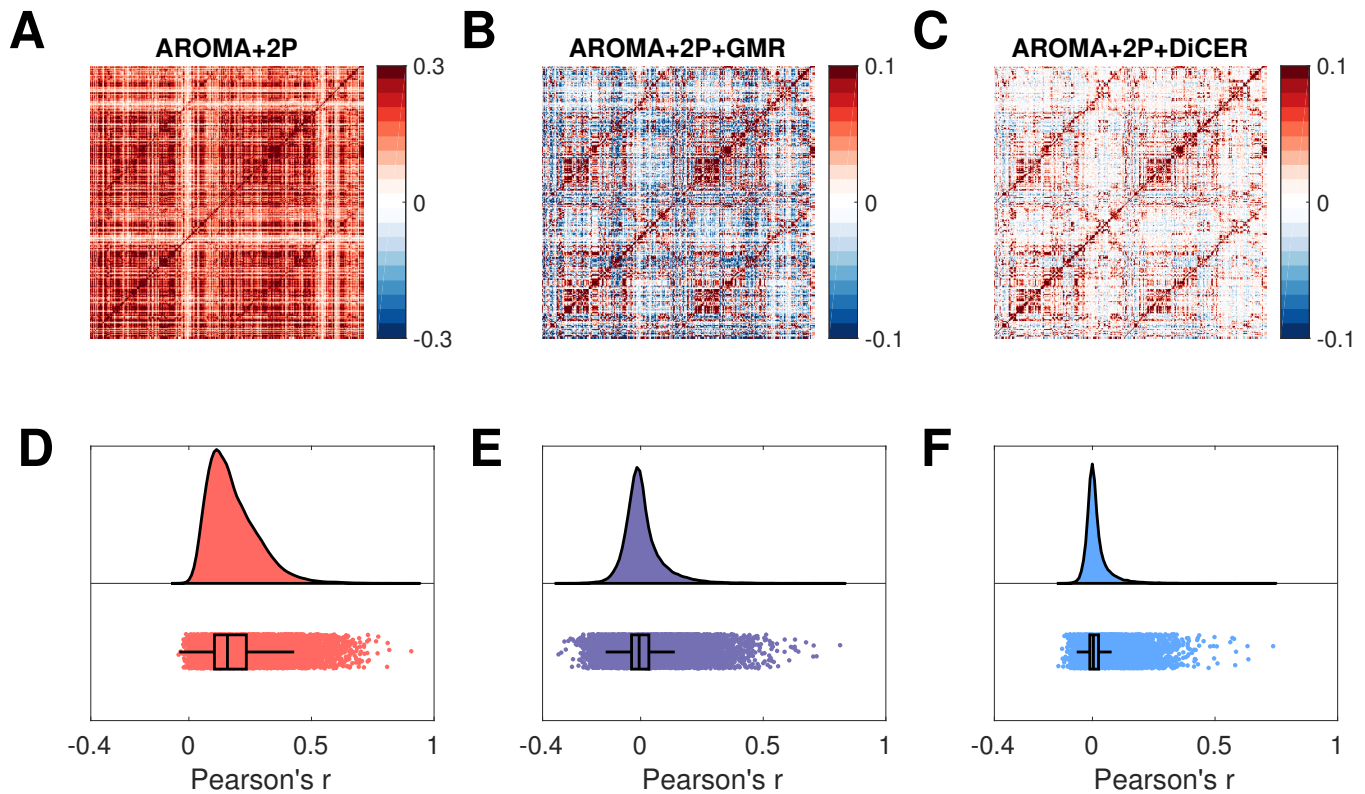 A
AROMA+2P
0.3
0
-0.3
B
AROMA+2P+GMR
0.1
0
-0.1
C
AROMA+2P+DiCER
0.1
0
-0.1
D
-0.4 0 0.5 1
Pearson's r
E
-0.4 0 0.5 1
Pearson's r
F
-0.4 0 0.5 1
Pearson's r